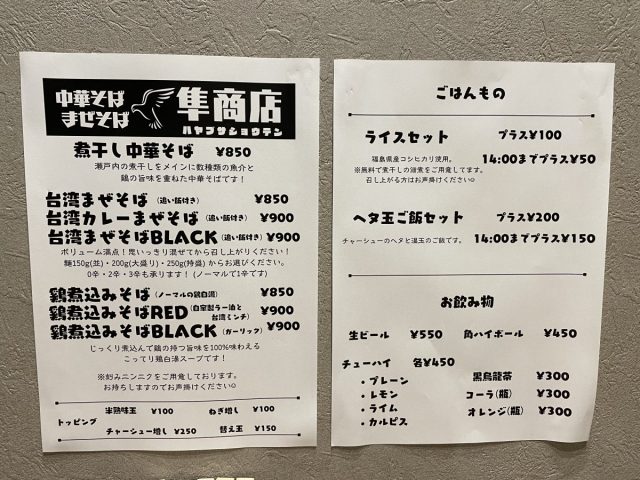 中華そば
まぜそば
隼商店
ハヤブサショウテン
煮干し中華そば ¥850
瀬戸内の煮干しをメインに数種類の魚介と
鶏の旨味を重ねた中華そばです！
台湾まぜそば（追い飯付き） ¥850
台湾カレーまぜそば（追い飯付き） ¥900
台湾まぜそばBLACK（追い飯付き） ¥900
ボリューム満点！思いっきり混ぜてから召し上がりください！
麺150g(並)・200g(大盛り)・250g(特盛) からお選びください。
0辛・2辛・3辛も承ります！（ノーマルで1辛です）
鶏煮込みそば（ノーマルの鶏白湯） ¥850
鶏煮込みそばRED（自家製ラー油と台湾ミンチ） ¥900
鶏煮込みそばBLACK（ガーリック） ¥900
じっくり煮込んで鶏の持つ旨味を100%味わえる
こってり鶏白湯スープです！
※刻みニンニクをご用意しております。
お持ちしますのでお声掛けください☺
トッピング
半熟味玉 ¥100 ねぎ増し ¥100
チャーシュー増し ¥250 替え玉 ¥150
ごはんもの
ライスセット プラス¥100
福島県産コシヒカリ使用。 14:00までプラス¥50
※無料で煮干しの油煮をご用意してます。
召し上がる方はお声掛けください☺
ヘタ玉ご飯セット プラス¥200
チャーシューのヘタと温玉のご飯です。 14:00までプラス¥150
お飲み物
生ビール ¥550 角ハイボール ¥450
チューハイ 各¥450
・プレーン
・レモン
・ライム
・カルピス
黒烏龍茶 ¥300
コーラ(瓶) ¥300
オレンジ(瓶) ¥300